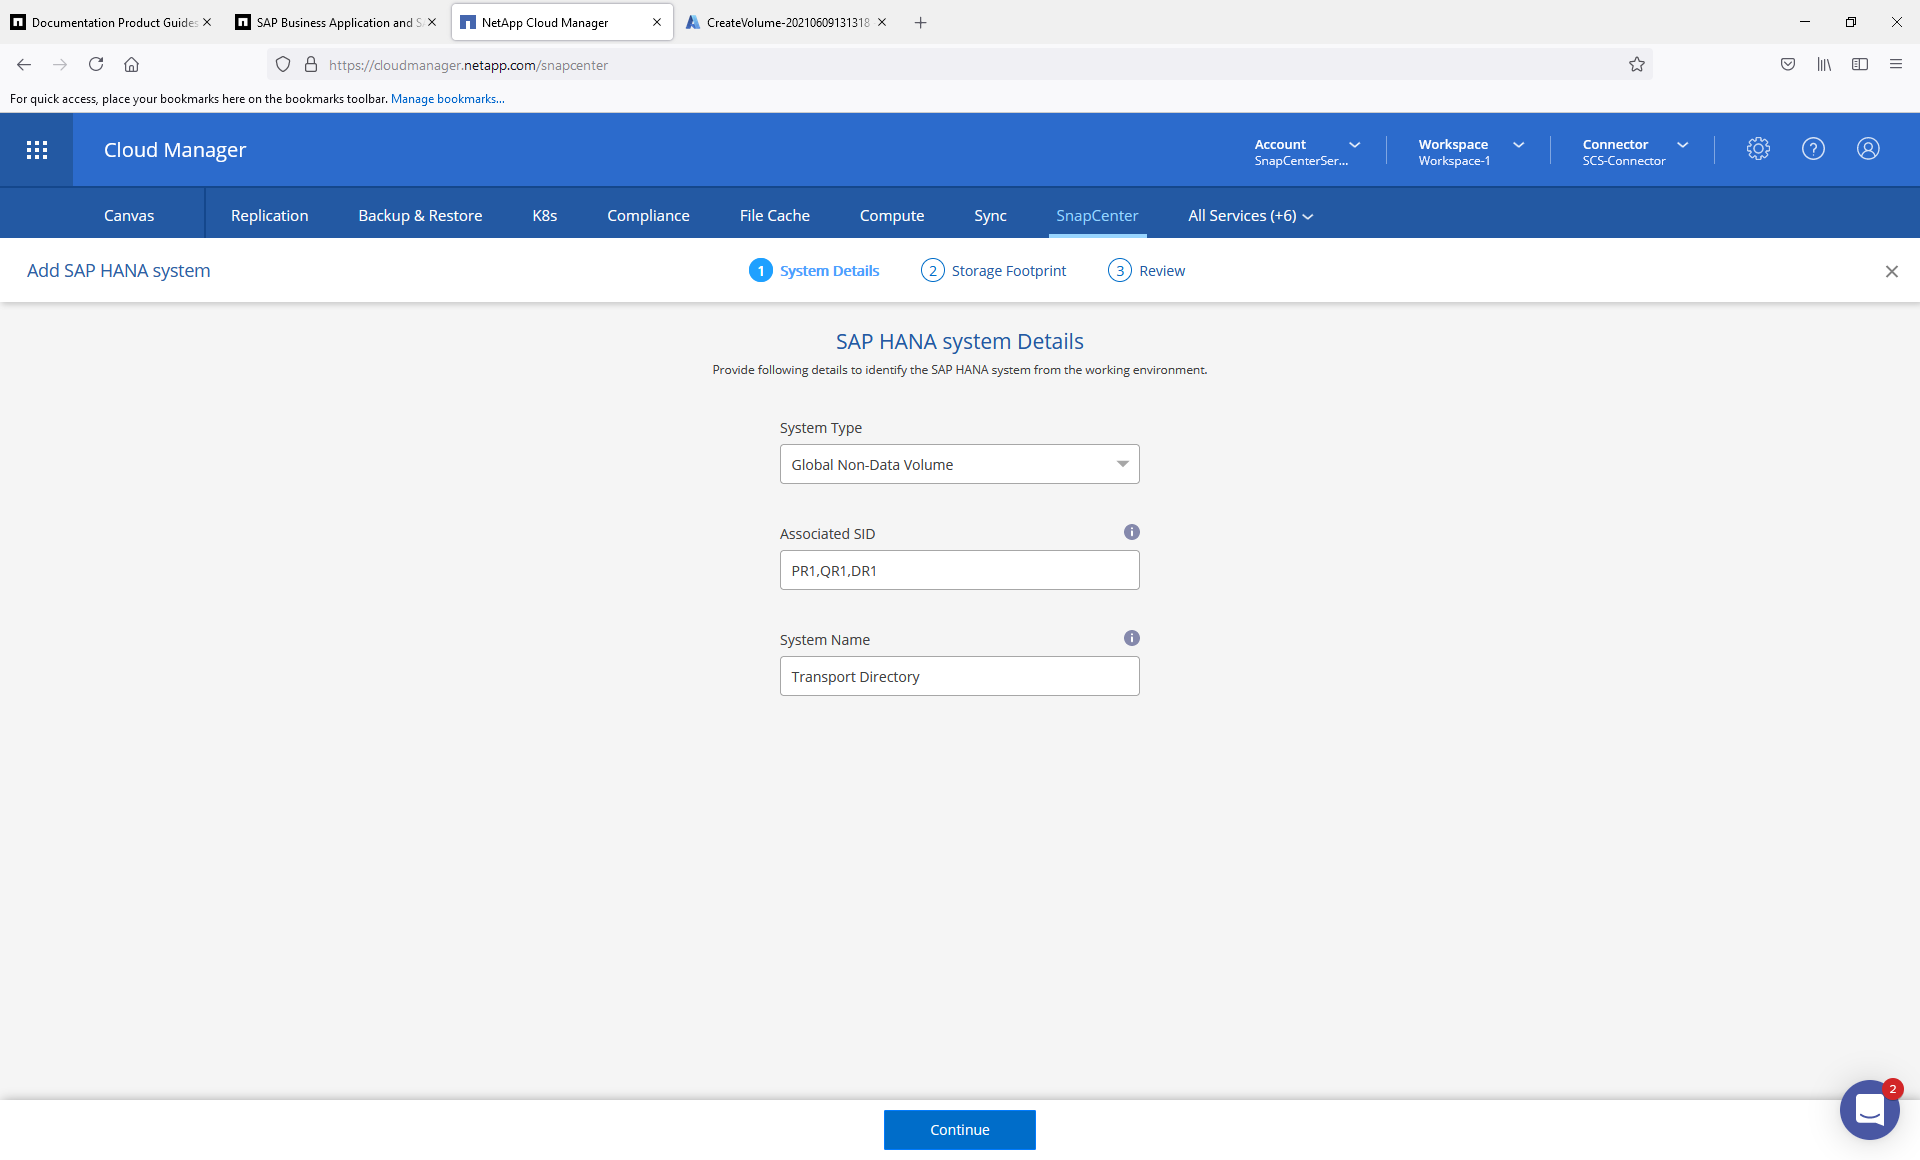 Documentation Product Guides
SAP Business Application and S
NetApp Cloud Manager
CreateVolume-20210609131318
https://cloudmanager.netapp.com/snapcenter
For quick access, place your bookmarks here on the bookmarks toolbar. Manage bookmarks...
Cloud Manager
Account
SnapCenterSer...
Workspace
Workspace-1
Connector
SCS-Connector
Canvas
Replication
Backup & Restore
K8s
Compliance
File Cache
Compute
Sync
SnapCenter
All Services (+6)
Add SAP HANA system
1 System Details
2 Storage Footprint
3 Review
SAP HANA system Details
Provide following details to identify the SAP HANA system from the working environment.
System Type
Global Non-Data Volume
Associated SID
PR1,QR1,DR1
System Name
Transport Directory
2
Continue